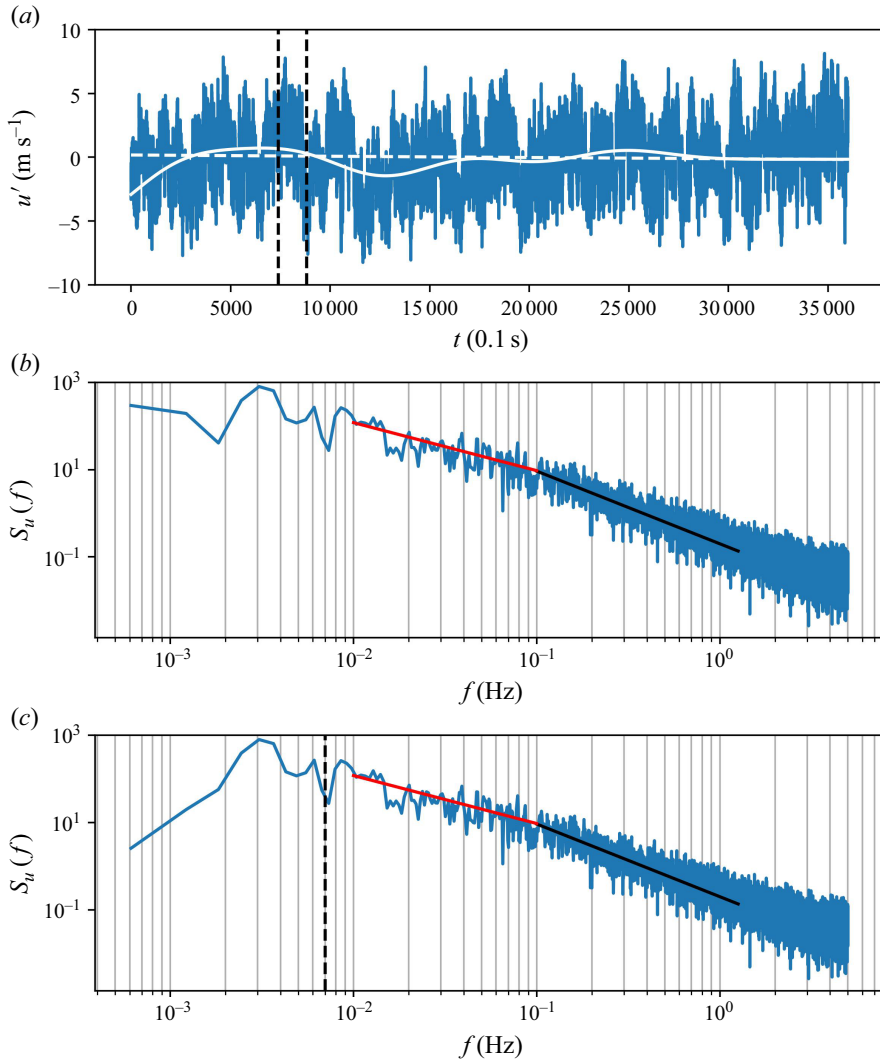 (a)
10
5
0
–5
–10
u′ (m s⁻¹)
0 5000 10 000 15 000 20 000 25 000 30 000 35 000
t (0.1 s)
(b)
10³
10¹
10⁻¹
Sᵤ (f)
10⁻³ 10⁻² 10⁻¹ 10⁰
f (Hz)
(c)
10³
10¹
10⁻¹
Sᵤ (f)
10⁻³ 10⁻² 10⁻¹ 10⁰
f (Hz)